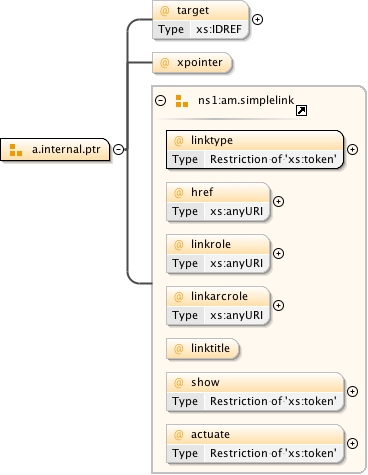 @ target
Type xs:IDREF
@ xpointer
ns1:am.simplelink
a.internal.ptr
@ linktype
Type Restriction of 'xs:token'
@ href
Type xs:anyURI
@ linkrole
Type xs:anyURI
@ linkarcrole
Type xs:anyURI
@ linktitle
@ show
Type Restriction of 'xs:token'
@ actuate
Type Restriction of 'xs:token'